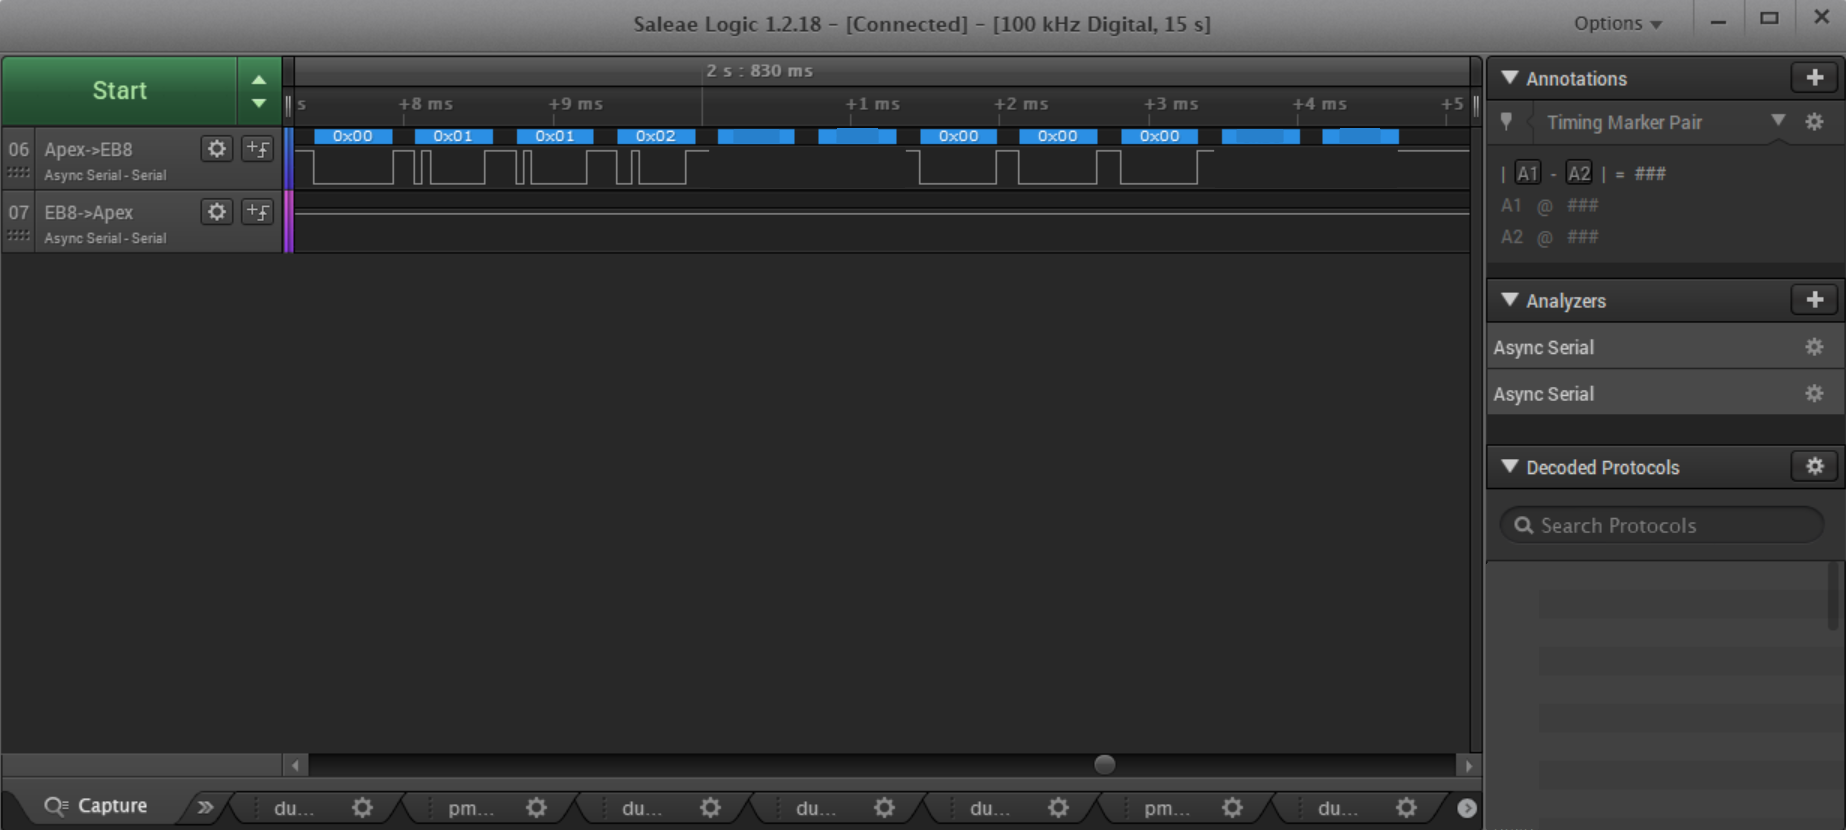 Saleae Logic 1.2.18 - [Connected] - [100 kHz Digital, 15 s]
Options
Start
2 s : 830 ms
s +8 ms +9 ms +1 ms +2 ms +3 ms +4 ms +5
06 Apex->EB8
Async Serial - Serial
0x00 0x01 0x01 0x02 0x00 0x00 0x00
07 EB8->Apex
Async Serial - Serial
Annotations
Timing Marker Pair
| A1 - A2 | = ###
A1 @ ###
A2 @ ###
Analyzers
Async Serial
Async Serial
Decoded Protocols
Search Protocols
Capture
du...
pm...
du...
du...
du...
pm...
du...